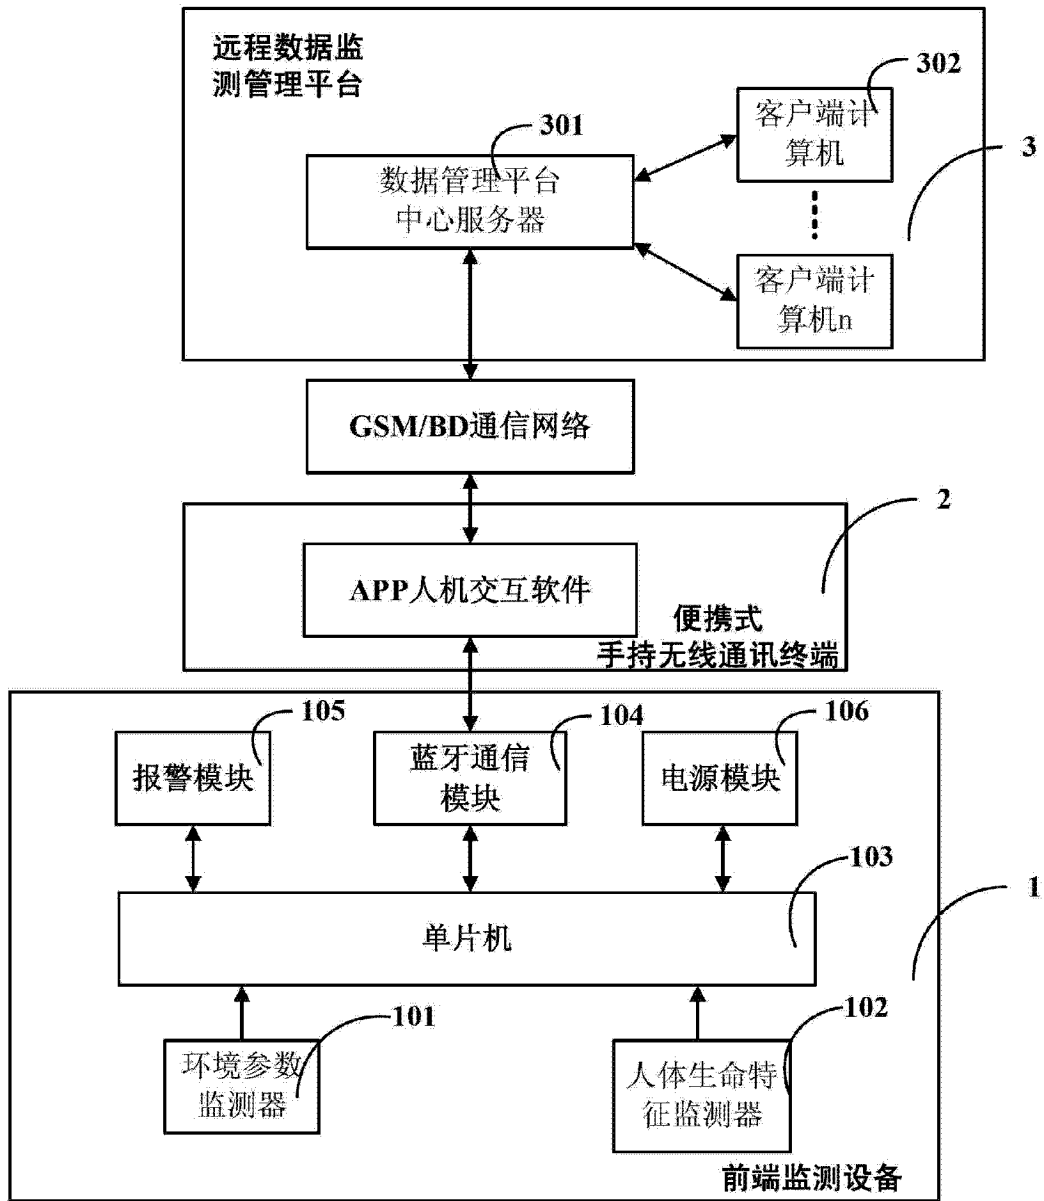 远程数据监
测管理平台
302
客户端计
算机
301
数据管理平台
中心服务器
3
客户端计
算机n
GSM/BD通信网络
2
APP人机交互软件
便携式
手持无线通讯终端
105
104
106
报警模块
蓝牙通信
模块
电源模块
103
1
单片机
101
102
环境参数
监测器
人体生命特
征监测器
前端监测设备